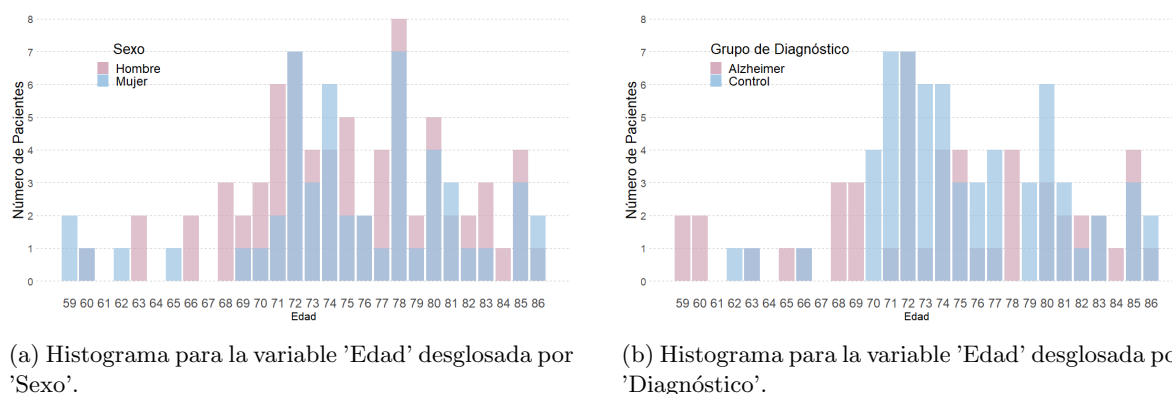 8
7
6
5
4
3
2
1
0
Número de Pacientes
Sexo
Hombre
Mujer
59 60 61 62 63 64 65 66 67 68 69 70 71 72 73 74 75 76 77 78 79 80 81 82 83 84 85 86
Edad
(a) Histograma para la variable ’Edad’ desglosada por
’Sexo’.
8
7
6
5
4
3
2
1
0
Número de Pacientes
Grupo de Diagnóstico
Alzheimer
Control
59 60 61 62 63 64 65 66 67 68 69 70 71 72 73 74 75 76 77 78 79 80 81 82 83 84 85 86
Edad
(b) Histograma para la variable ’Edad’ desglosada po
’Diagnóstico’.